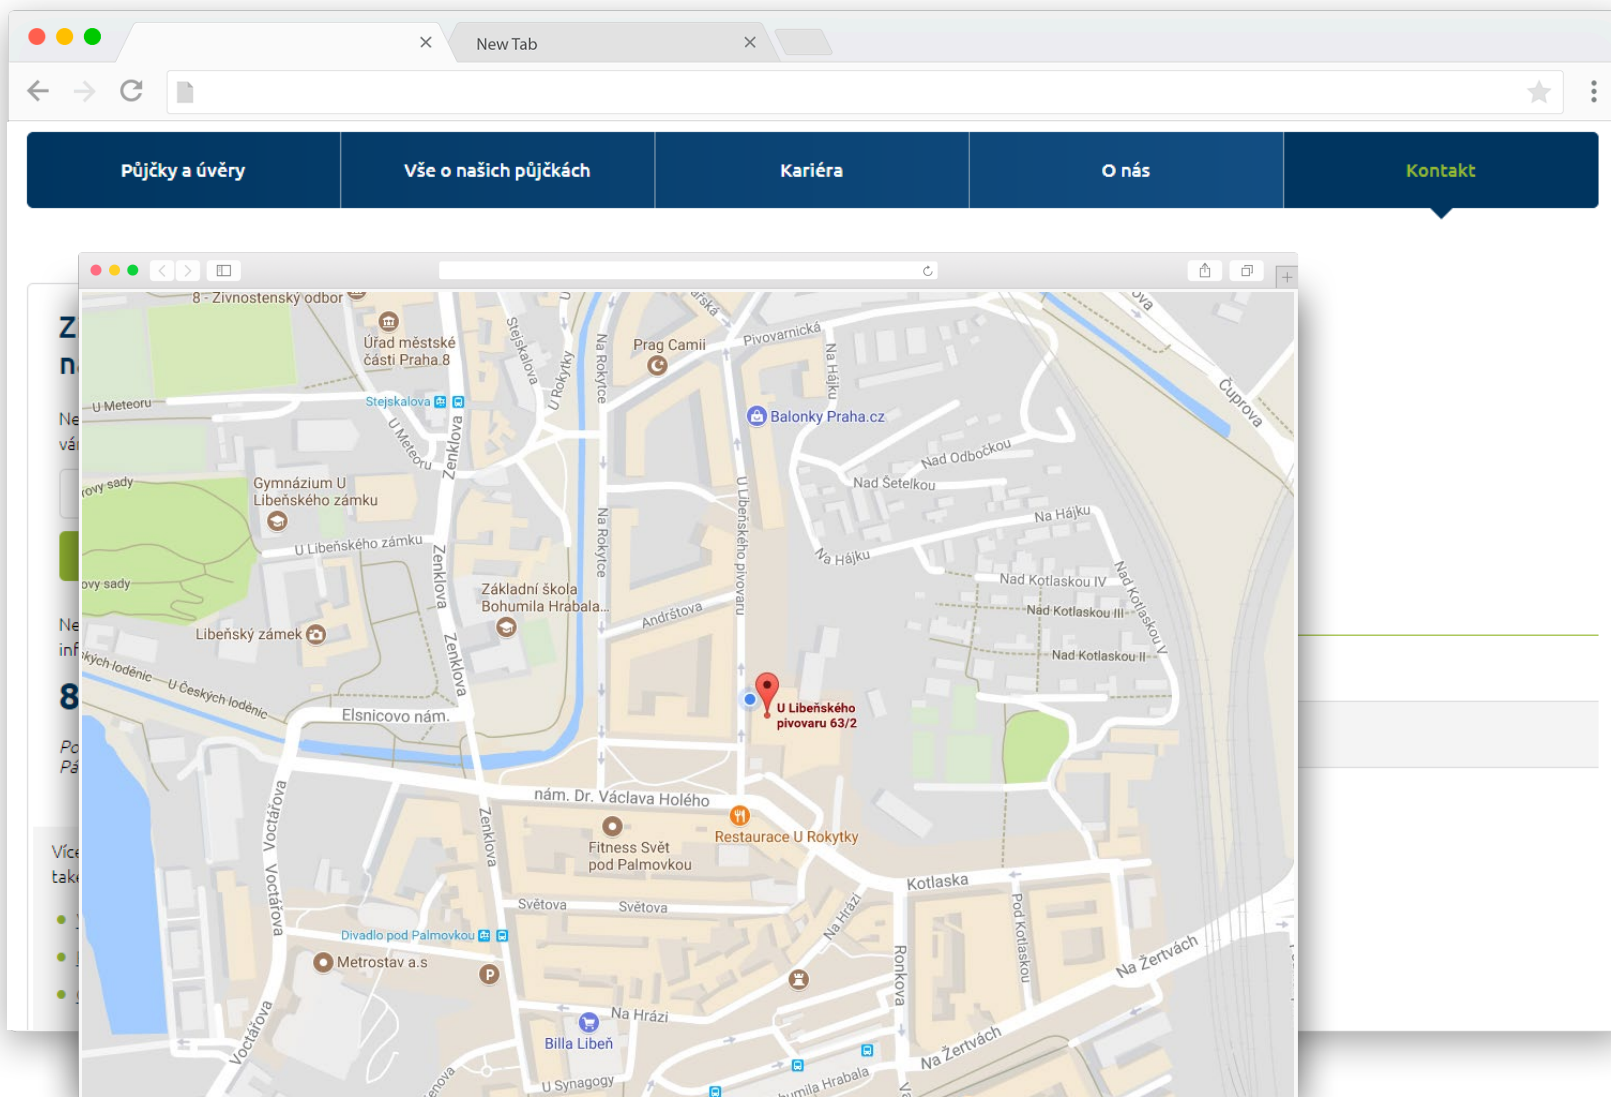 New Tab
Půjčky a úvěry
Vše o našich půjčkách
Kariéra
O nás
Kontakt
8 - Živnostenský odbor
Úřad městské
části Praha 8
Stejskalova
Stejskalova
U Rokytky
Na Rokytce
Prag Camii
Pivovarnická
Na Hájku
Čuprova
U Meteoru
U Meteoru
Zenklova
Balonky Praha.cz
Nad Odbočkou
Nad Šetelkou
Gymnázium U
Libeňského zámku
Na Rokytce
U Libeňského pivovaru
Na Hájku
Na Hájku
U Libeňského zámku
Zenklova
Základní škola
Bohumila Hrabala...
Andrštova
Nad Kotlaskou IV
Nad Kotlaskou III
Nad Kotlaskou II
Nad Kotlaskou V
Libeňský zámek
Zenklova
U Českých loděnic
Elsnicovo nám.
U Libeňského
pivovaru 63/2
nám. Dr. Václava Holého
Voctářova
Zenklova
Fitness Svět
pod Palmovkou
Restaurace U Rokytky
Kotlaska
Voctářova
Světova
Světova
Na Hrázi
Pod Kotlaskou
Divadlo pod Palmovkou
Metrostav a.s
P
Ronkova
Na Žertvách
Na Hrázi
Voctářova
Billa Libeň
Na Žertvách
U Synagogy